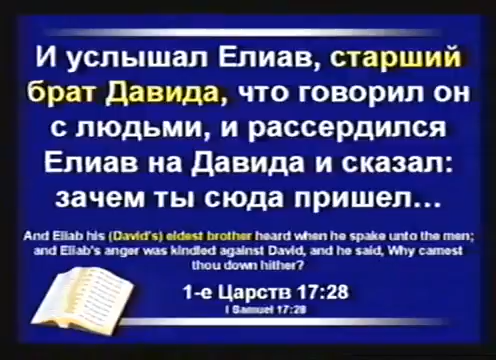 И услышал Елиав, старший
брат Давида, что говорил он
с людьми, и рассердился
Елиав на Давида и сказал:
зачем ты сюда пришел...
And Eliab his (David's) eldest brother heard when he spake unto the men;
and Eliab's anger was kindled against David, and he said, Why camest
thou down hither?
1-е Царств 17:28
I Samuel 17:28